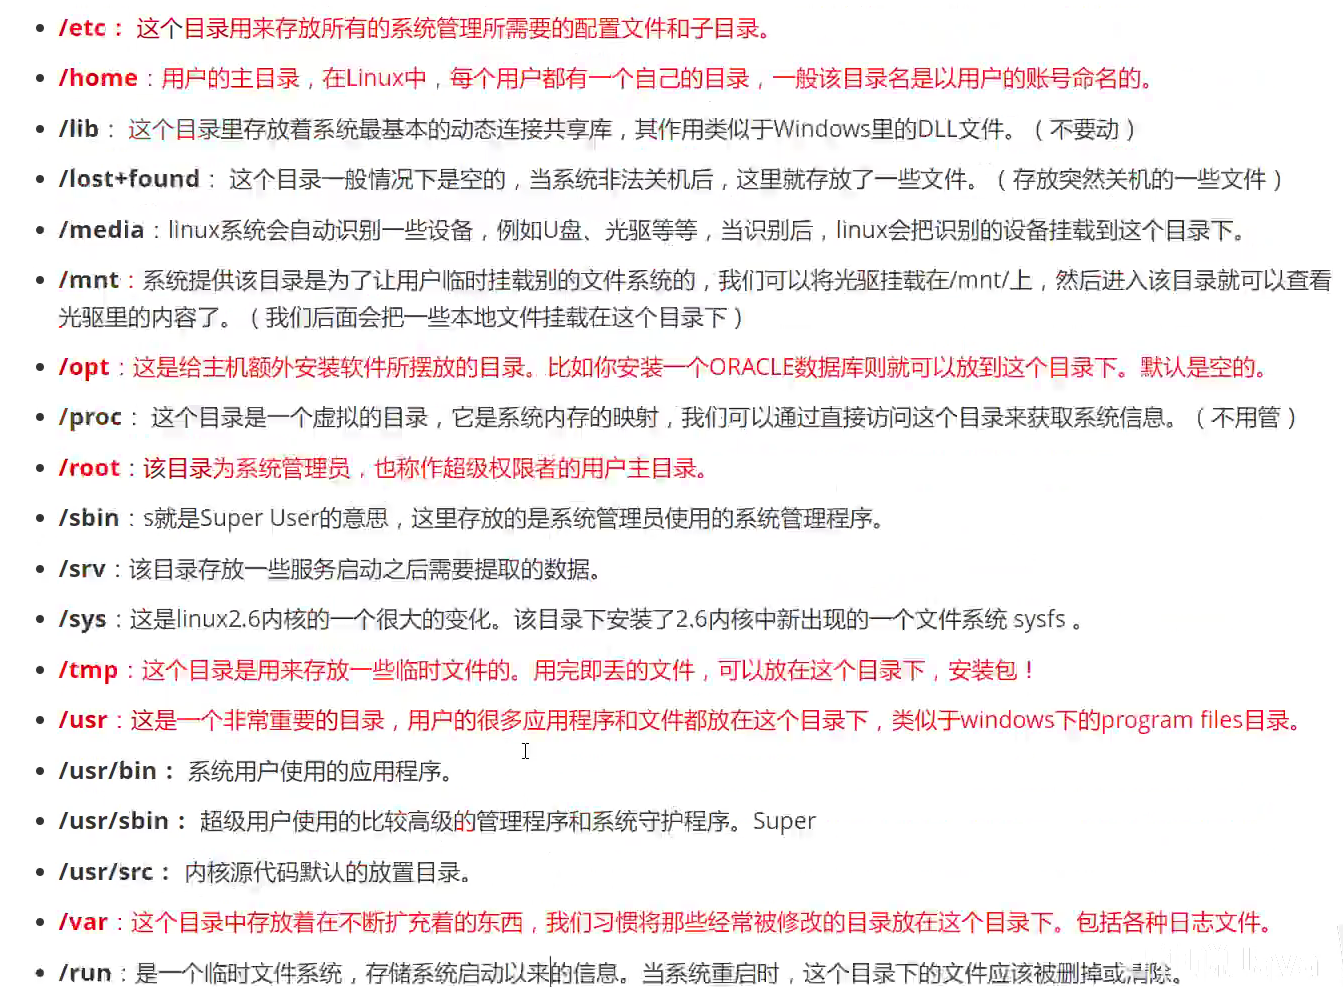 /etc： 这个目录用来存放所有的系统管理所需要的配置文件和子目录。
/home：用户的主目录，在Linux中，每个用户都有一个自己的目录，一般该目录名是以用户的账号命名的。
/lib： 这个目录里存放着系统最基本的动态连接共享库，其作用类似于Windows里的DLL文件。（不要动）
/lost+found： 这个目录一般情况下是空的，当系统非法关机后，这里就存放了一些文件。（存放突然关机的一些文件）
/media：linux系统会自动识别一些设备，例如U盘、光驱等等，当识别后，linux会把识别的设备挂载到这个目录下。
/mnt：系统提供该目录是为了让用户临时挂载别的文件系统的，我们可以将光驱挂载在/mnt/上，然后进入该目录就可以查看
光驱里的内容了。（我们后面会把一些本地文件挂载在这个目录下）
/opt：这是给主机额外安装软件所摆放的目录。比如你安装一个ORACLE数据库则就可以放到这个目录下。默认是空的。
/proc： 这个目录是一个虚拟的目录，它是系统内存的映射，我们可以通过直接访问这个目录来获取系统信息。（不用管）
/root：该目录为系统管理员，也称作超级权限者的用户主目录。
/sbin：s就是Super User的意思，这里存放的是系统管理员使用的系统管理程序。
/srv：该目录存放一些服务启动之后需要提取的数据。
/sys：这是linux2.6内核的一个很大的变化。该目录下安装了2.6内核中新出现的一个文件系统 sysfs 。
/tmp：这个目录是用来存放一些临时文件的。用完即丢的文件，可以放在这个目录下，安装包！
/usr：这是一个非常重要的目录，用户的很多应用程序和文件都放在这个目录下，类似于windows下的program files目录。
/usr/bin： 系统用户使用的应用程序。
/usr/sbin： 超级用户使用的比较高级的管理程序和系统守护程序。Super
/usr/src： 内核源代码默认的放置目录。
/var：这个目录中存放着在不断扩充着的东西，我们习惯将那些经常被修改的目录放在这个目录下。包括各种日志文件。
/run：是一个临时文件系统，存储系统启动以来的信息。当系统重启时，这个目录下的文件应该被删掉或清除。